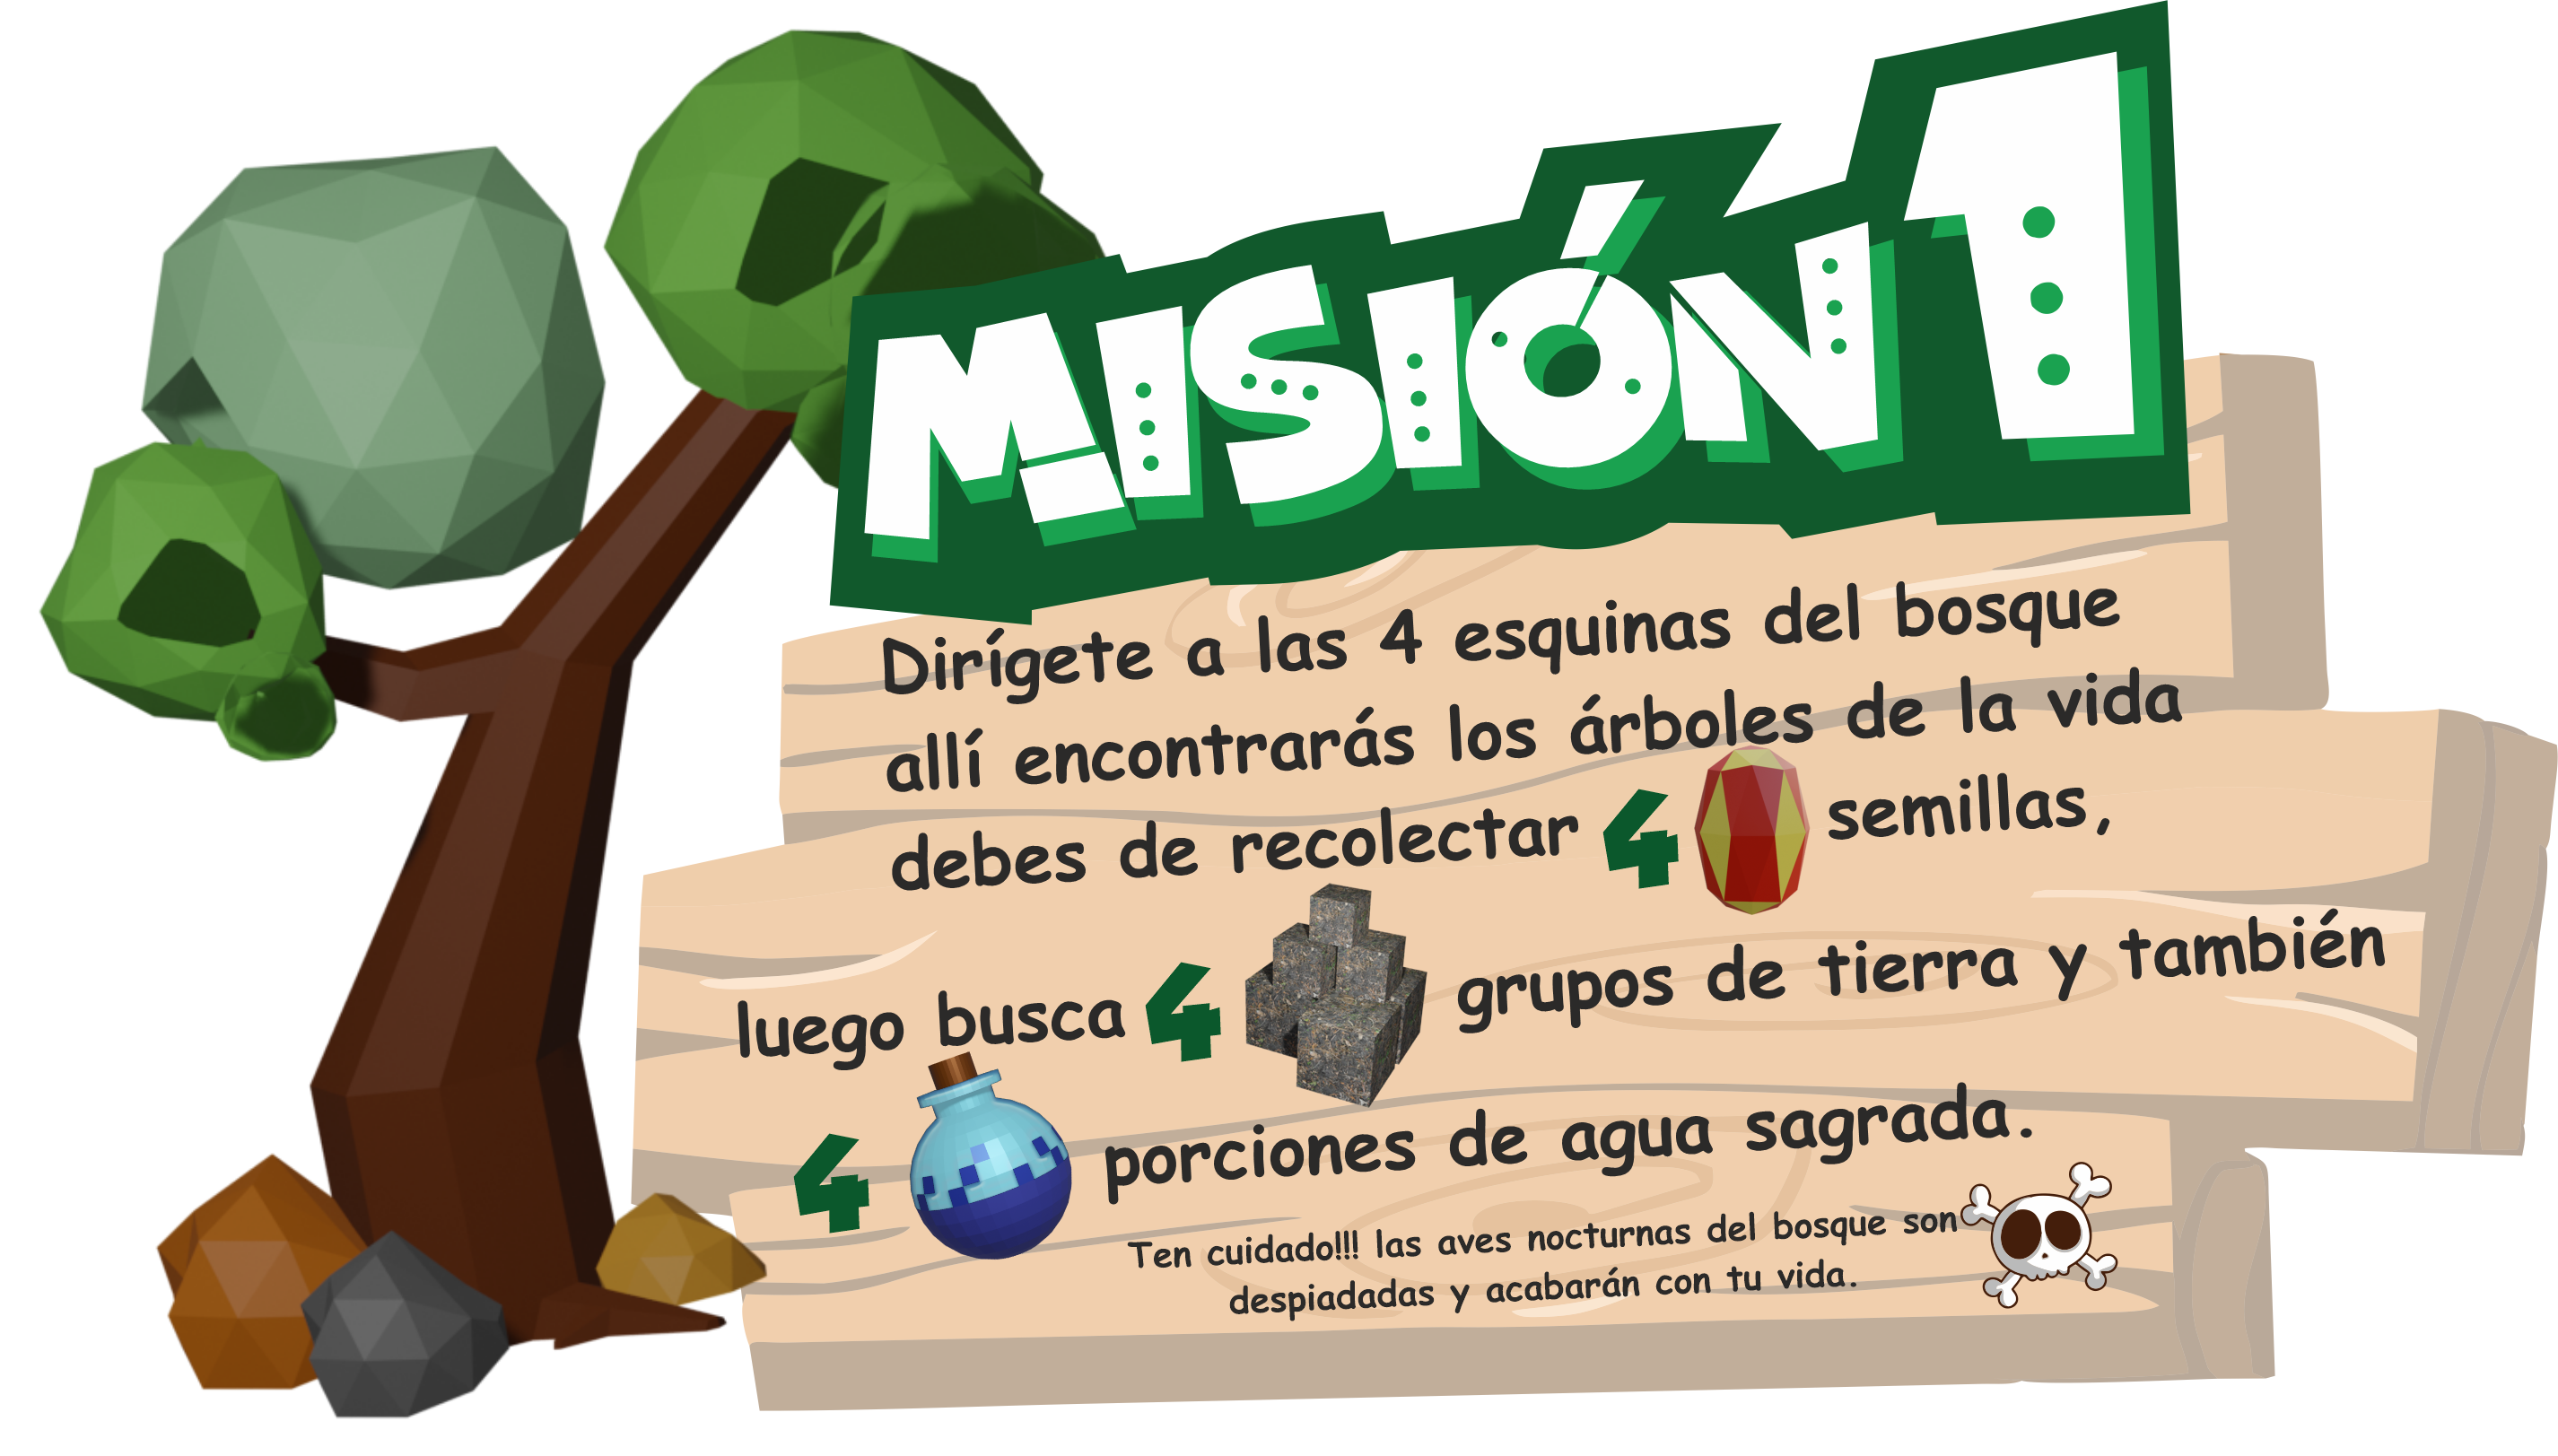 MISIÓN 1
Dirígete a las 4 esquinas del bosque
allí encontrarás los árboles de la vida
debes de recolectar 4 semillas,
luego busca 4 grupos de tierra y también
4 porciones de agua sagrada.
Ten cuidado!!! las aves nocturnas del bosque son
despiadadas y acabarán con tu vida.